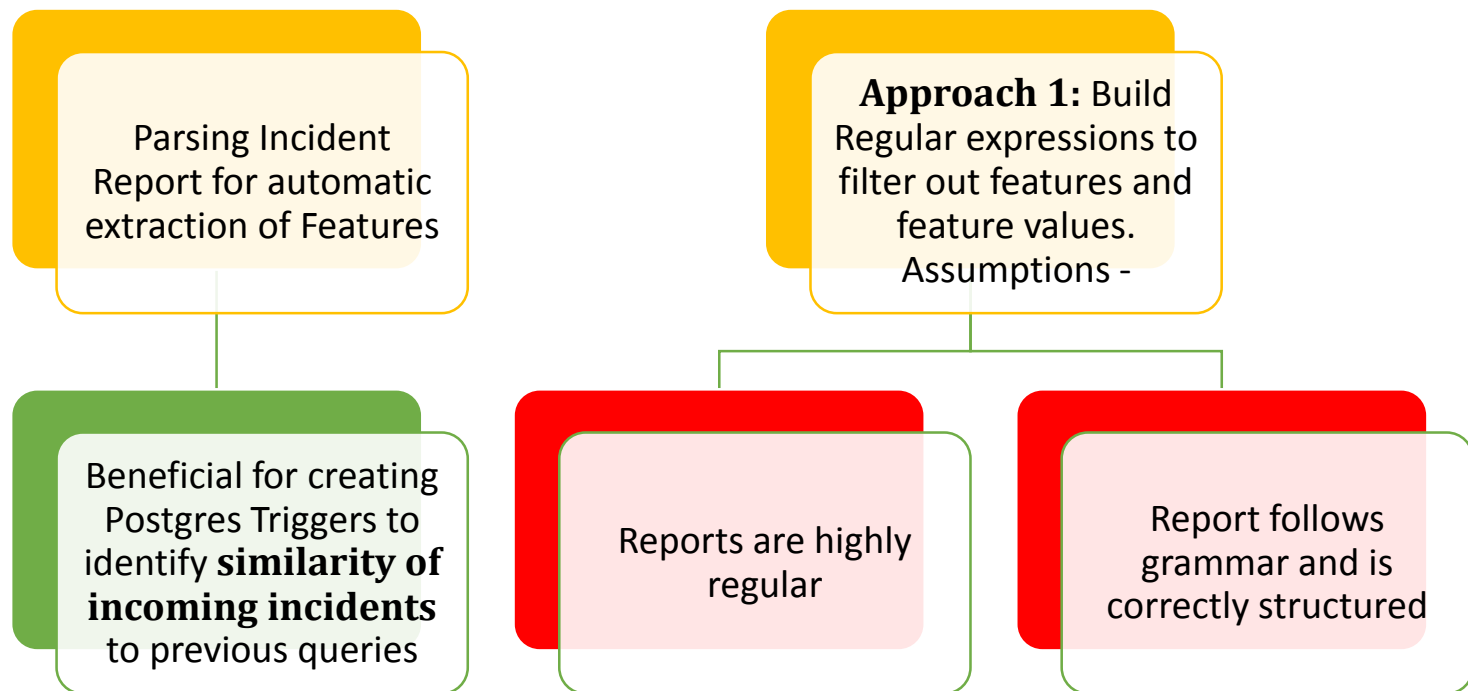 Parsing Incident
Report for automatic
extraction of Features
Approach 1: Build
Regular expressions to
filter out features and
feature values.
Assumptions -
Beneficial for creating
Postgres Triggers to
identify similarity of
incoming incidents
to previous queries
Reports are highly
regular
Report follows
grammar and is
correctly structured